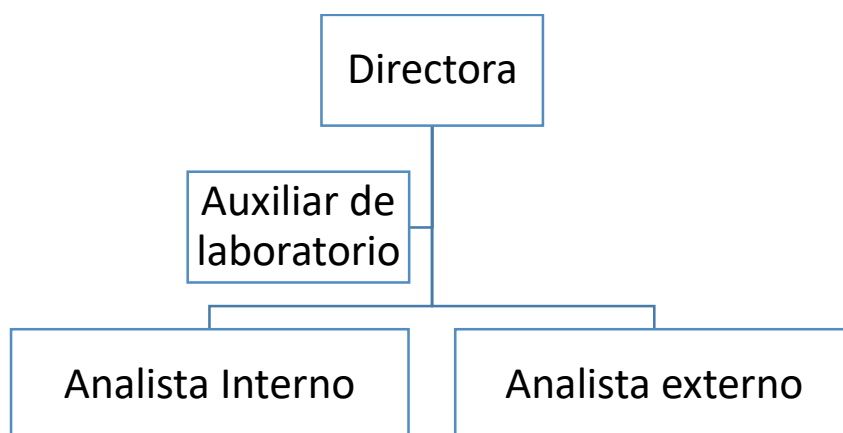 Directora
Auxiliar de
laboratorio
Analista Interno
Analista externo